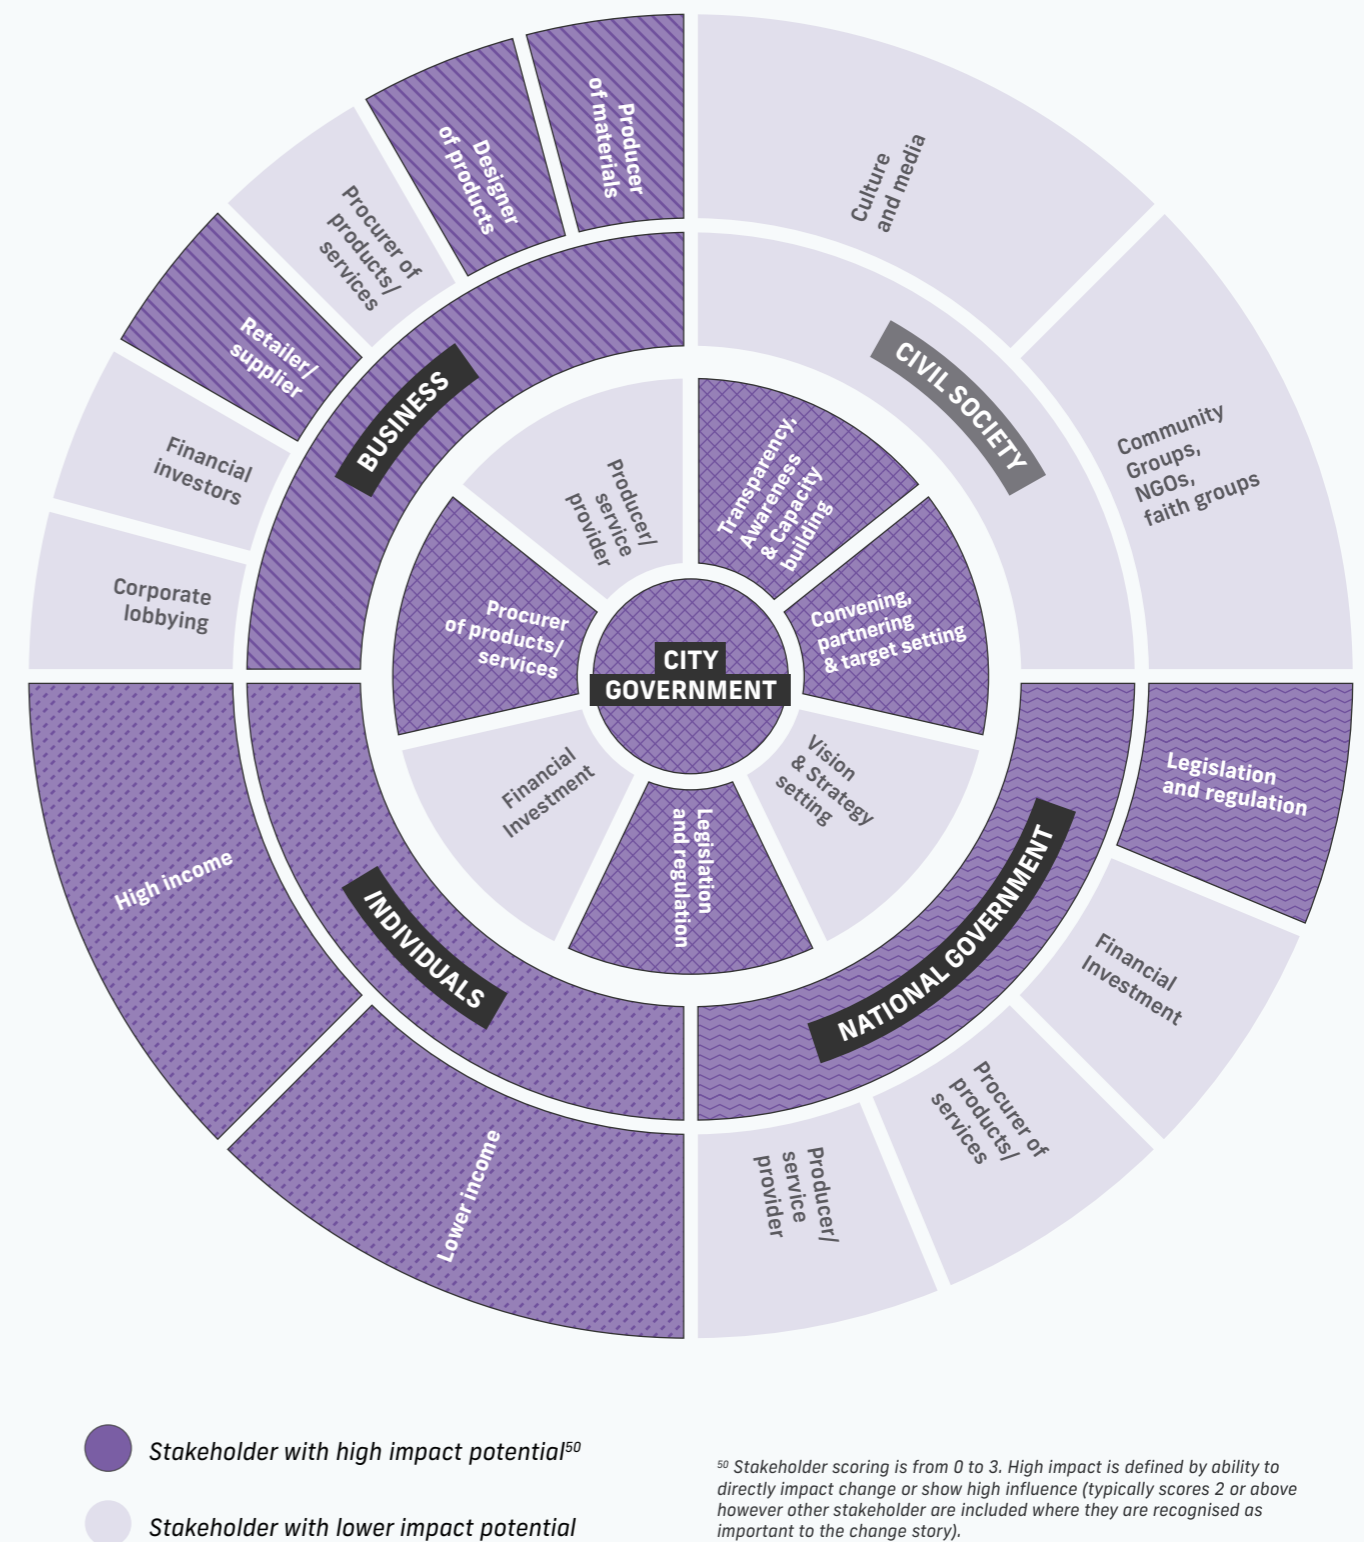 Producer
of materials
Designer
of products
Procurer of
products/
services
Retailer/
supplier
Financial
investors
Corporate
lobbying
BUSINESS
Culture
and media
Community
Groups,
NGOs,
faith groups
CIVIL SOCIETY
Producer/
service
provider
Transparency,
Awareness
& Capacity
building
Procurer
of products/
services
Convening,
partnering
& target setting
CITY
GOVERNMENT
Financial
Investment
Legislation
and regulation
Vision
& Strategy
setting
High income
Lower income
INDIVIDUALS
NATIONAL GOVERNMENT
Legislation
and regulation
Financial
Investment
Procurer of
products/
services
Producer/
service
provider
Stakeholder with high impact potential50
Stakeholder with lower impact potential
50 Stakeholder scoring is from 0 to 3. High impact is defined by ability to
directly impact change or show high influence (typically scores 2 or above
however other stakeholder are included where they are recognised as
important to the change story).